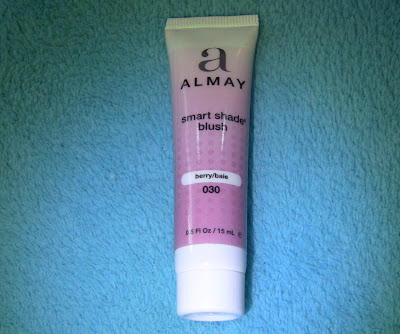 a
ALMAY
smart shade®
blush
berry/baie
030
0.5 Fl Oz / 15 mL e